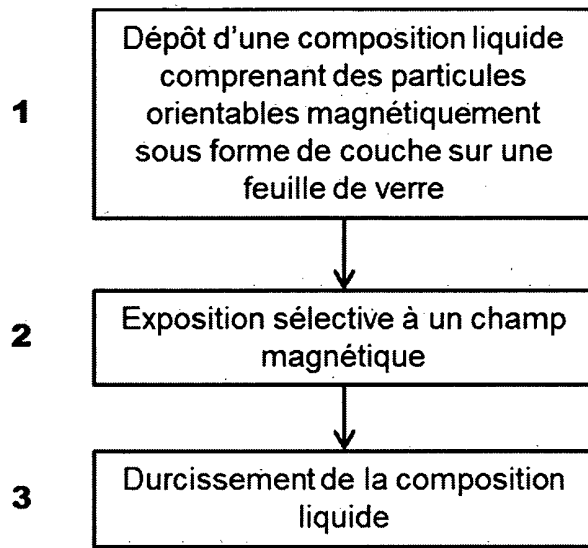 1
Dépôt d'une composition liquide
comprenant des particules
orientables magnétiquement
sous forme de couche sur une
feuille de verre
2
Exposition sélective à un champ
magnétique
3
Durcissement de la composition
liquide